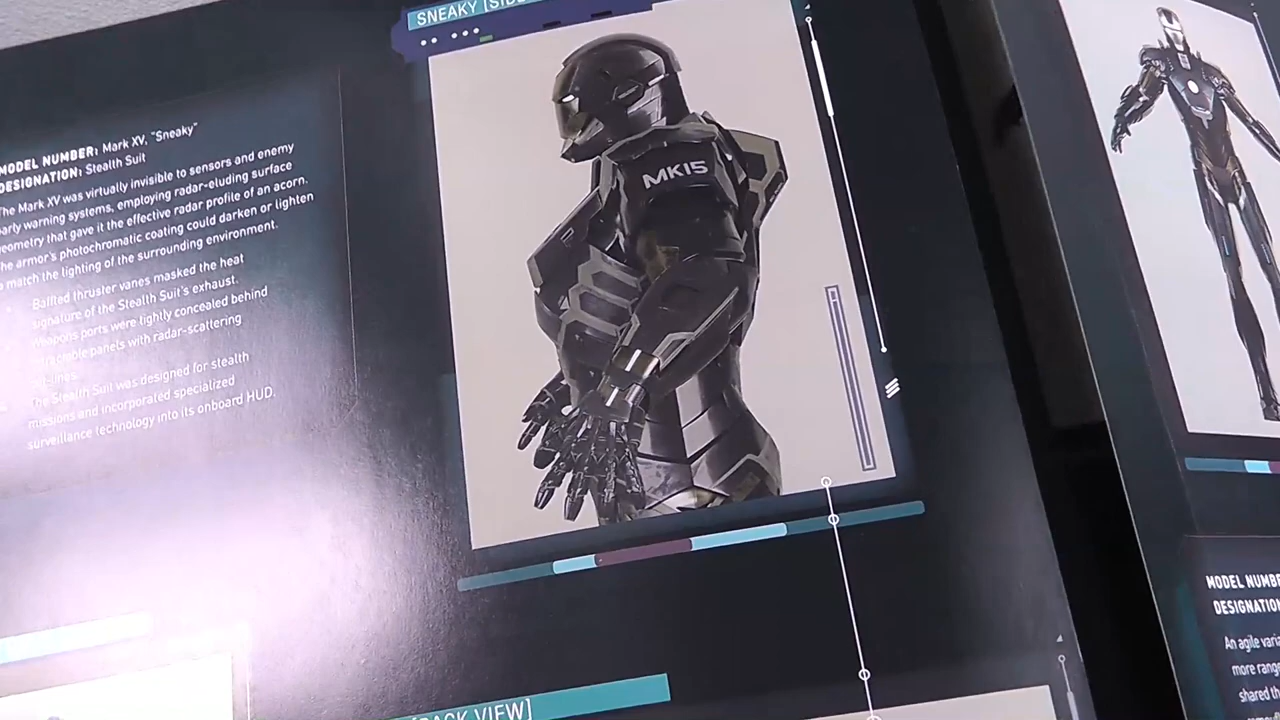 SNEAKY [SIDE
MODEL NUMBER: Mark XV, "Sneaky"
DESIGNATION: Stealth Suit
The Mark XV was virtually invisible to sensors and enemy
early warning systems, employing radar-eluding surface
geometry that gave it the effective radar profile of an acorn.
The armor's photochromatic coating could darken or lighten
to match the lighting of the surrounding environment.
Baffled thruster vanes masked the heat
signature of the Stealth Suit's exhaust.
Weapons ports were tightly concealed behind
panels with radar-scattering
The Stealth Suit was designed for stealth
missions and incorporated specialized
surveillance technology into its onboard HUD.
MK15
[BACK VIEW]
MODEL NUMBE
DESIGNATION
An agile varia
more rang
shared th